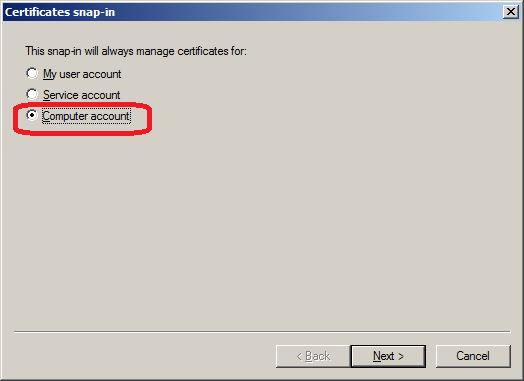 Certificates snap-in
This snap-in will always manage certificates for:
My user account
Service account
Computer account
< Back Next > Cancel